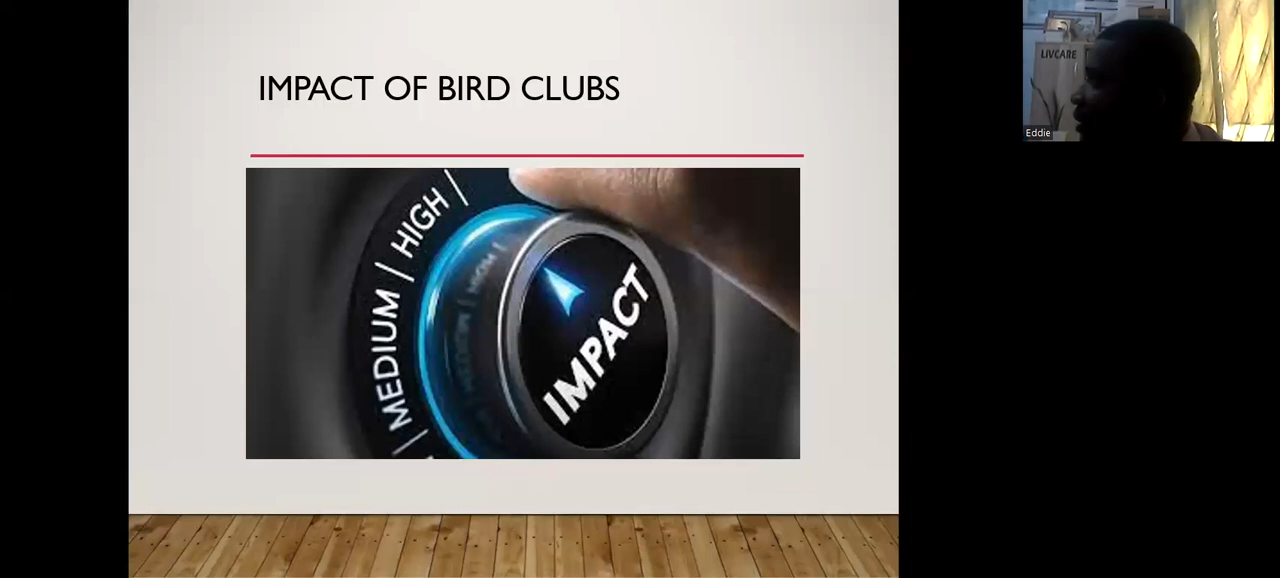 IMPACT OF BIRD CLUBS
| MEDIUM | HIGH |
IMPACT
LIVCARE
Eddie